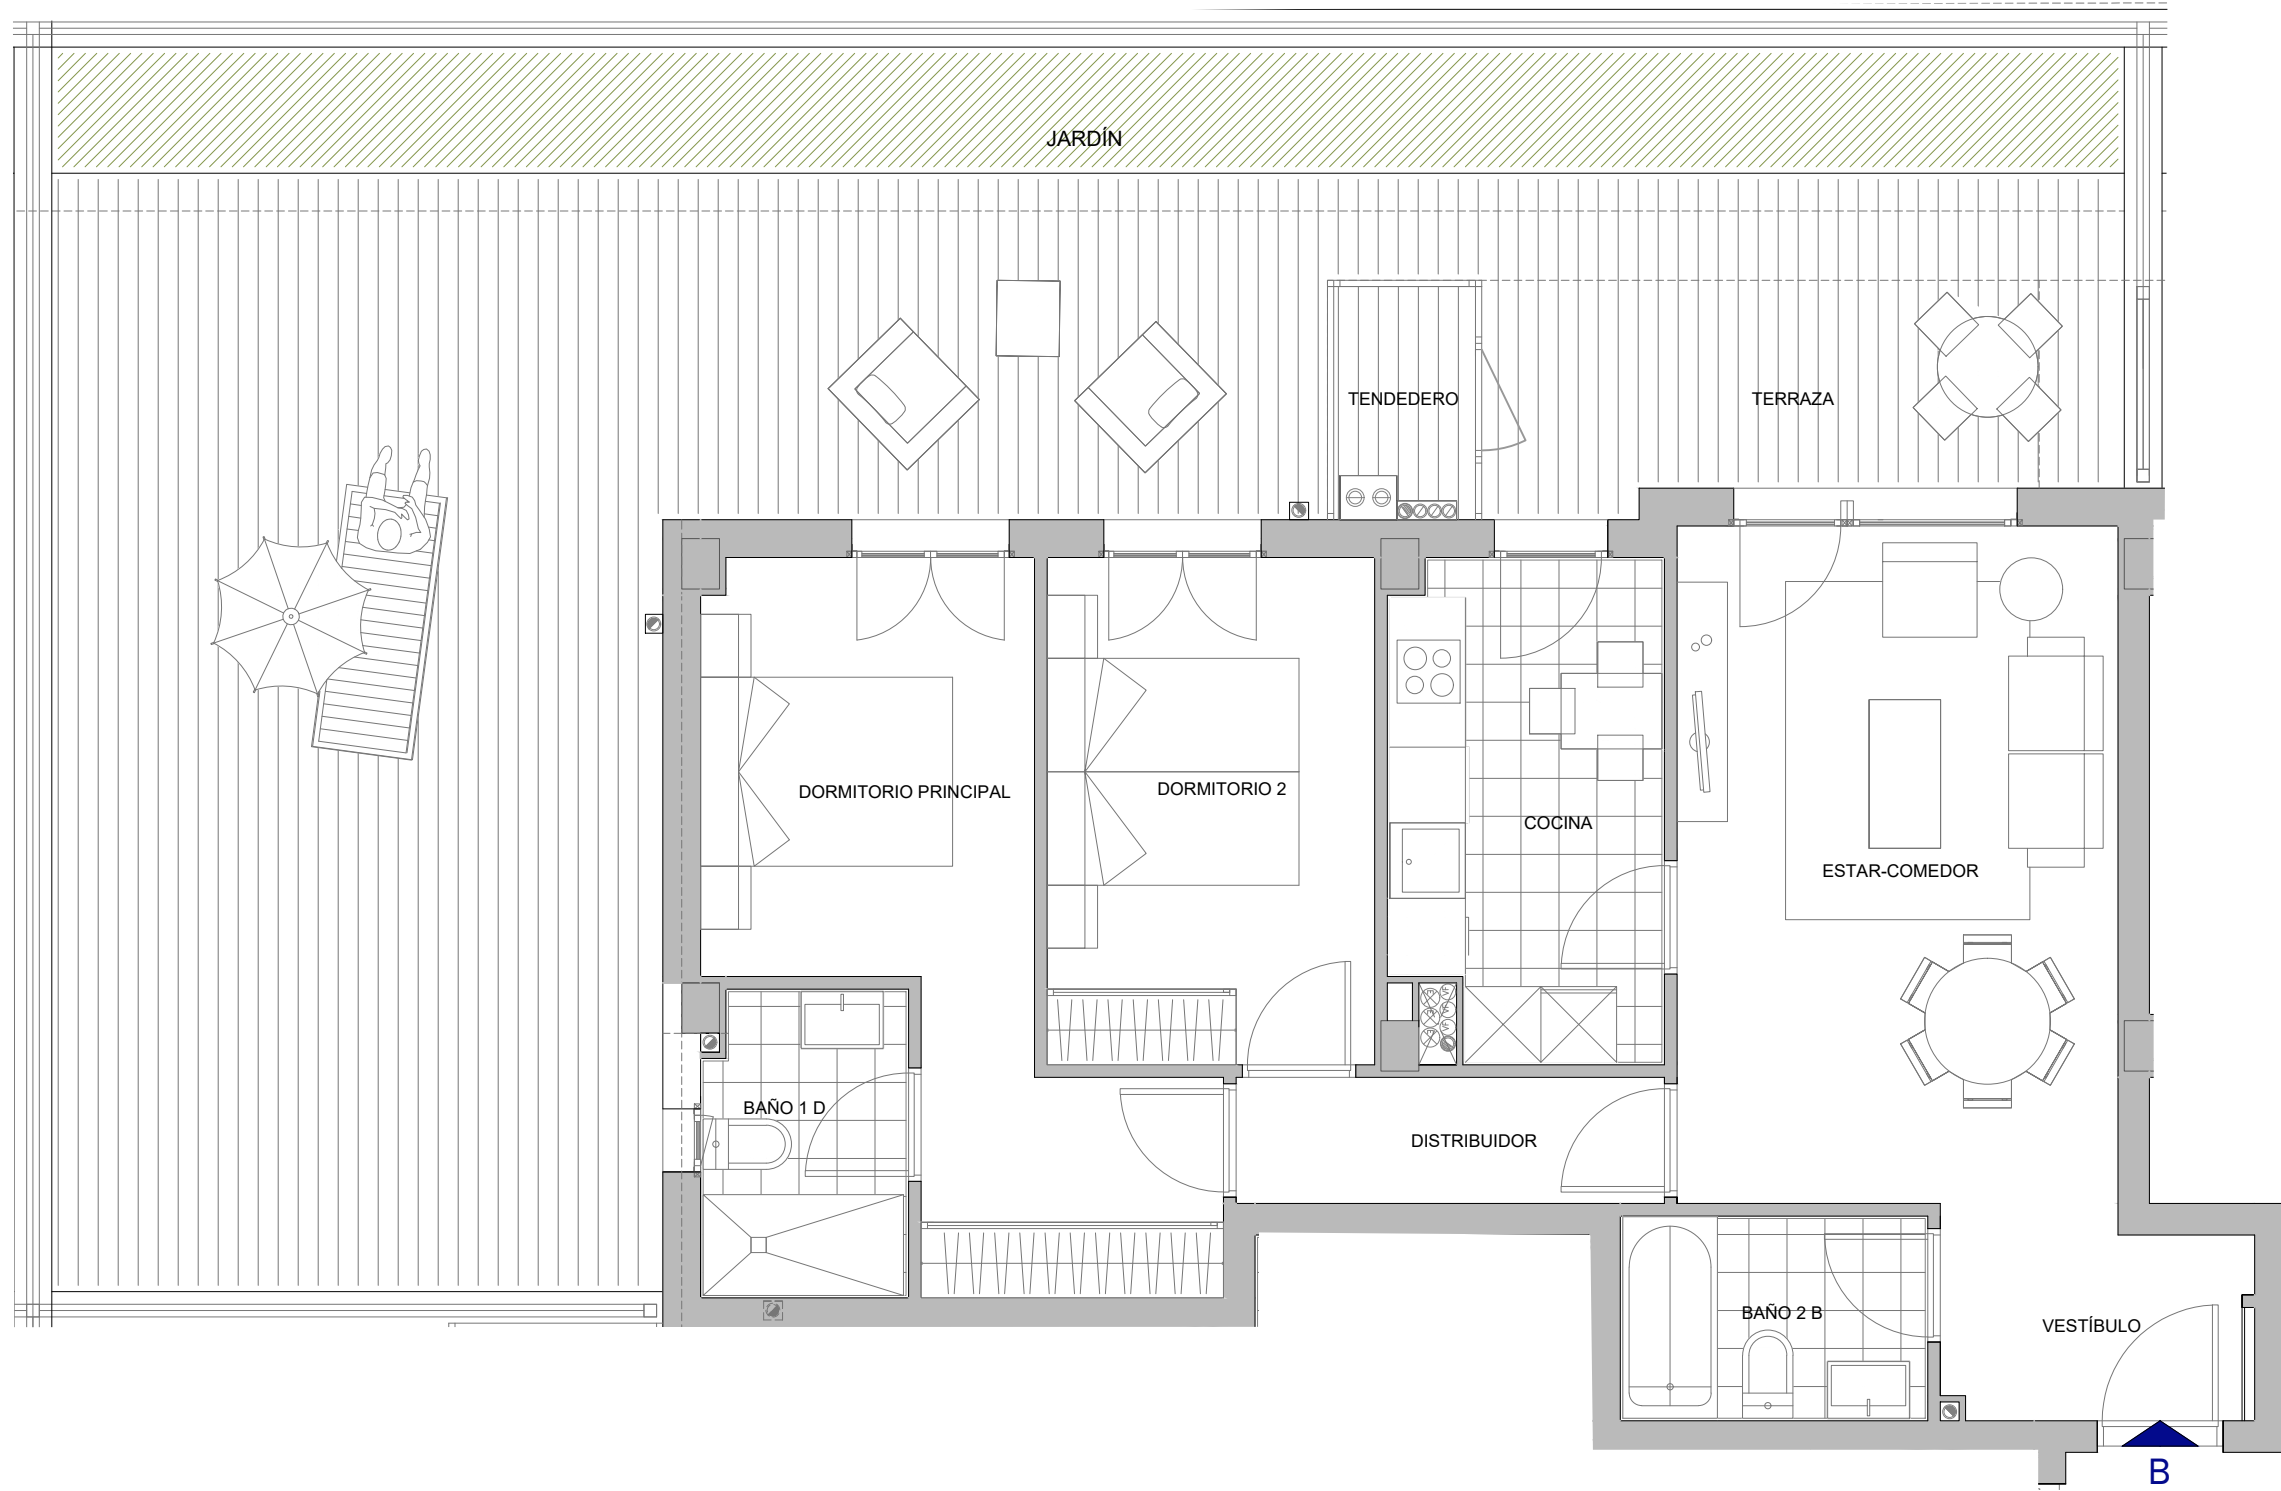 JARDÍN
TENDEDERO
TERRAZA
DORMITORIO PRINCIPAL
DORMITORIO 2
COCINA
ESTAR-COMEDOR
BAÑO 1 D
DISTRIBUIDOR
BAÑO 2 B
VESTÍBULO
B